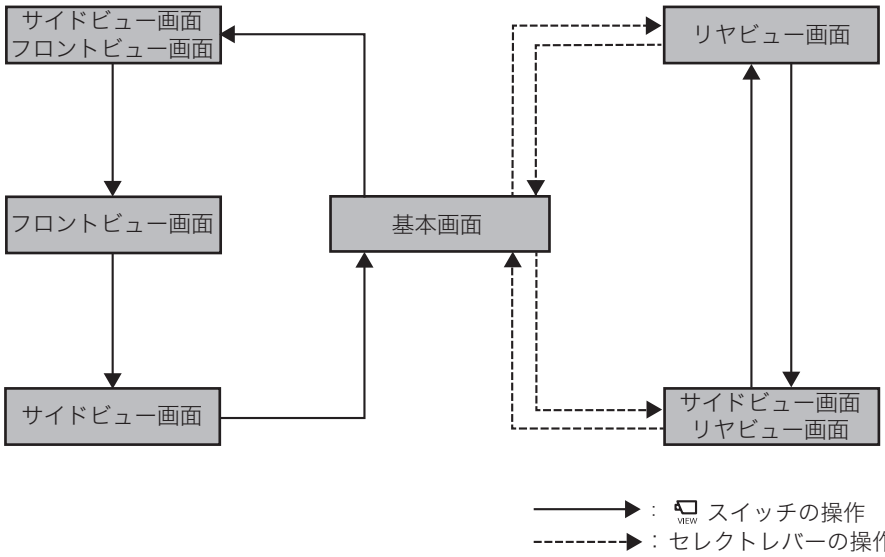 サイドビュー画面
フロントビュー画面
リヤビュー画面
フロントビュー画面
基本画面
サイドビュー画面
サイドビュー画面
リヤビュー画面
: VIEW スイッチの操作
: セレクトレバーの操作